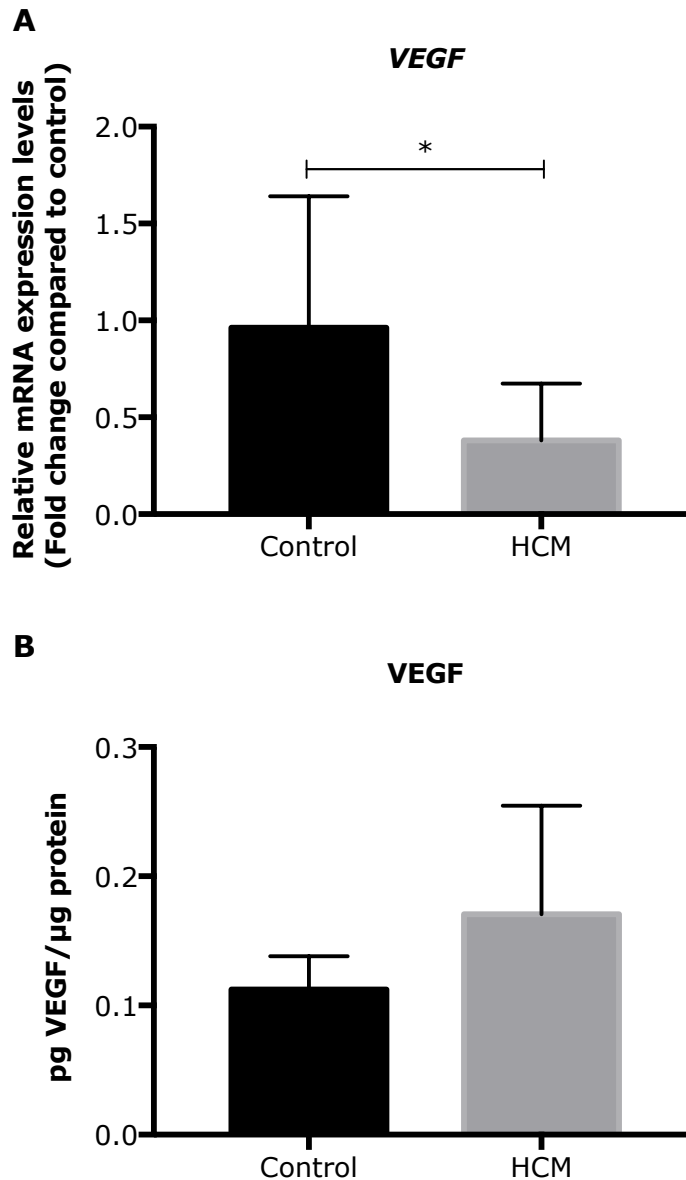 A
VEGF
Relative mRNA expression levels
(Fold change compared to control)
2.0
1.5
1.0
0.5
0.0
*
Control
HCM
B
VEGF
pg VEGF/µg protein
0.3
0.2
0.1
0.0
Control
HCM